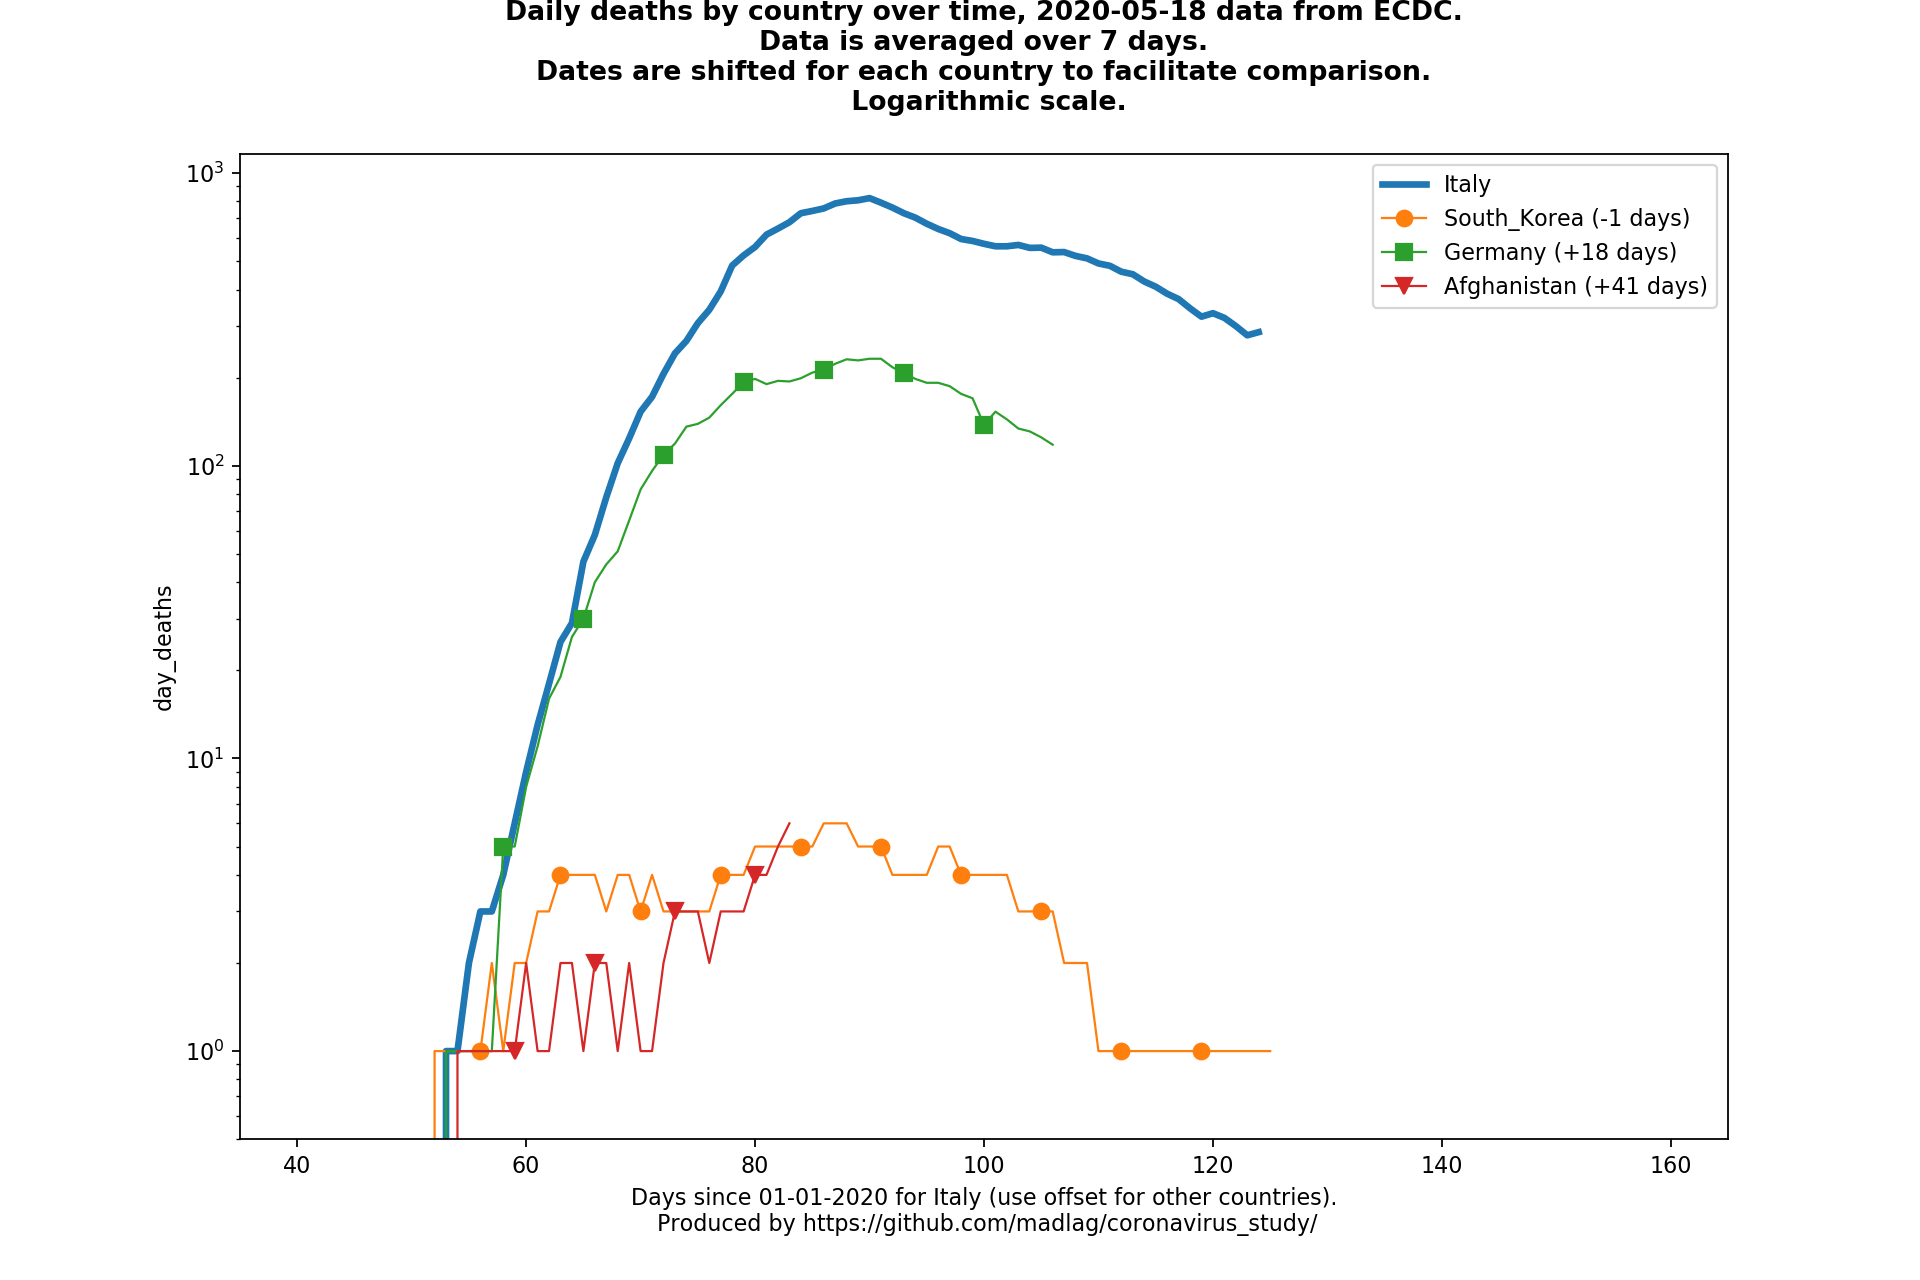 Daily deaths by country over time, 2020-05-18 data from ECDC.
Data is averaged over 7 days.
Dates are shifted for each country to facilitate comparison.
Logarithmic scale.
10³
10²
10¹
10⁰
day_deaths
Italy
South_Korea (-1 days)
Germany (+18 days)
Afghanistan (+41 days)
40 60 80 100 120 140 160
Days since 01-01-2020 for Italy (use offset for other countries).
Produced by https://github.com/madlag/coronavirus_study/